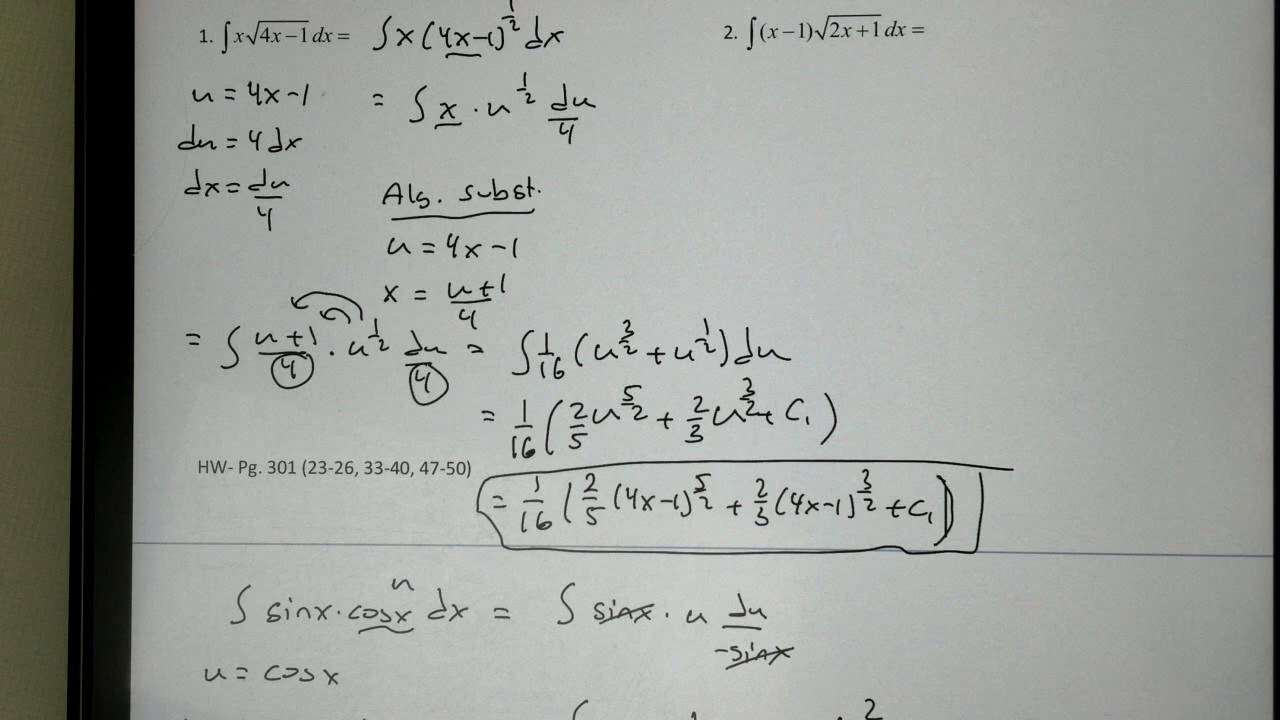 1. ∫x√(4x−1) dx = ∫x(4x−1)^(1/2) dx
2. ∫(x−1)√(2x+1) dx =
u = 4x−1
= ∫x · u^(1/2) du/4
du = 4dx
dx = du/4
Alg. subst.
u = 4x−1
x = (u+1)/4
= ∫ (u+1)/4 · u^(1/2) du/4 = ∫ 1/16 (u^(3/2) + u^(1/2)) du
= 1/16 (2/5 u^(5/2) + 2/3 u^(3/2) + C₁)
HW- Pg. 301 (23-26, 33-40, 47-50)
= 1/16 (2/5 (4x−1)^(5/2) + 2/3 (4x−1)^(3/2) + C₁)
u
∫ sinx · cosx dx = ∫ sinx · u du/−sinx
u = cosx